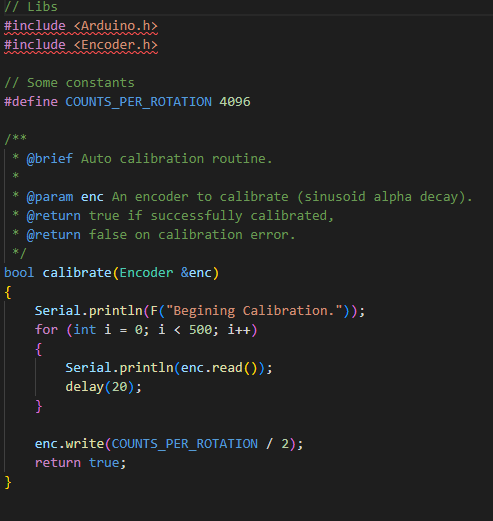 // Libs
#include <Arduino.h>
#include <Encoder.h>
// Some constants
#define COUNTS_PER_ROTATION 4096
/**
 * @brief Auto calibration routine.
 *
 * @param enc An encoder to calibrate (sinusoid alpha decay).
 * @return true if successfully calibrated,
 * @return false on calibration error.
 */
bool calibrate(Encoder &enc)
{
    Serial.println(F("Begining Calibration."));
    for (int i = 0; i < 500; i++)
    {
        Serial.println(enc.read());
        delay(20);
    }
    enc.write(COUNTS_PER_ROTATION / 2);
    return true;
}